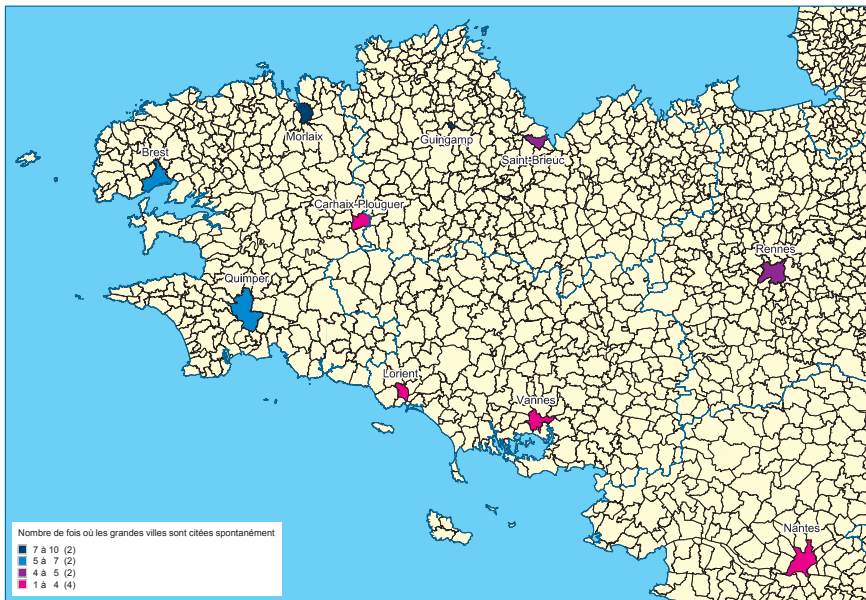 Morlaix
Guingamp
Saint-Brieuc
Brest
Carhaix-Plouguer
Rennes
Quimper
Lorient
Vannes
Nantes
Nombre de fois où les grandes villes sont citées spontanément
7 à 10 (2)
5 à 7 (2)
4 à 5 (2)
1 à 4 (4)